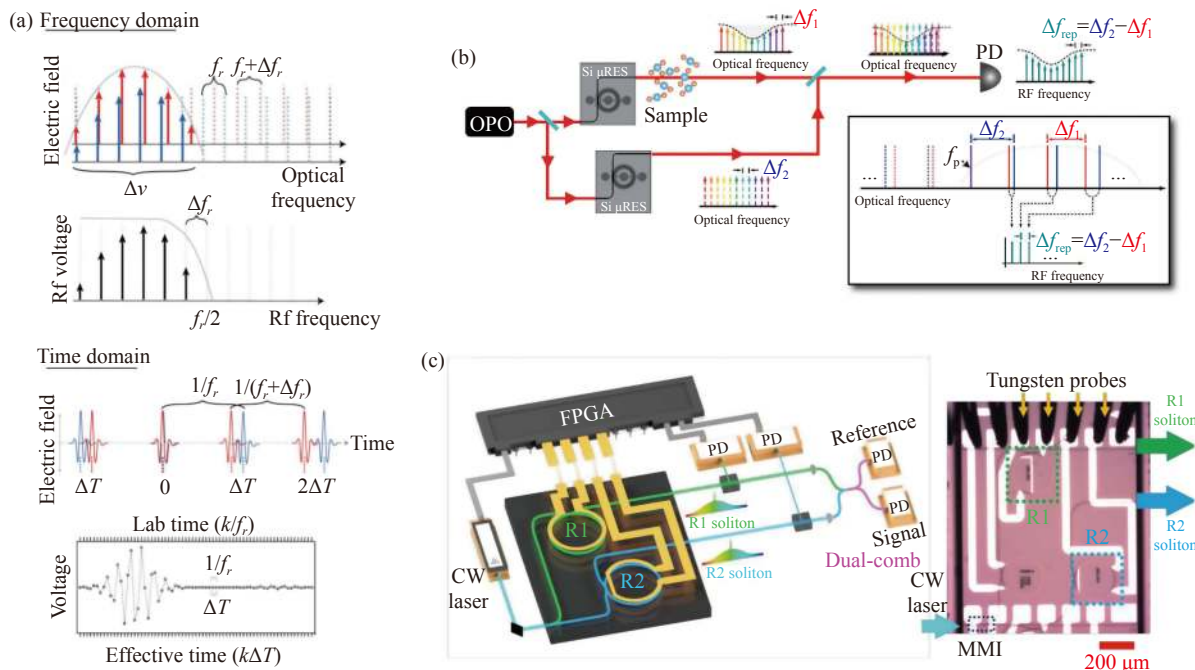 (a)
Frequency domain
Electric field
f_r
f_r+Δf_r
Δv
Optical
frequency
Rf voltage
Δf_r
f_r/2
Rf frequency
Time domain
Electric field
1/f_r
1/(f_r+Δf_r)
Time
ΔT
0
ΔT
2ΔT
Lab time (k/f_r)
Voltage
1/f_r
ΔT
Effective time (kΔT)
(b)
OPO
Si μRES
Sample
Δf_1
Optical frequency
Si μRES
Δf_2
Optical frequency
Optical frequency
PD
Δf_rep=Δf_2−Δf_1
RF frequency
Δf_2
Δf_1
f_p
...
...
Optical frequency
Δf_rep=Δf_2−Δf_1
...
RF frequency
(c)
FPGA
PD
PD
Reference
PD
PD
Signal
R1
R2
R1 soliton
R2 soliton
Dual-comb
CW
laser
Tungsten probes
R1
soliton
R1
R2
soliton
R2
CW
laser
MMI
200 μm